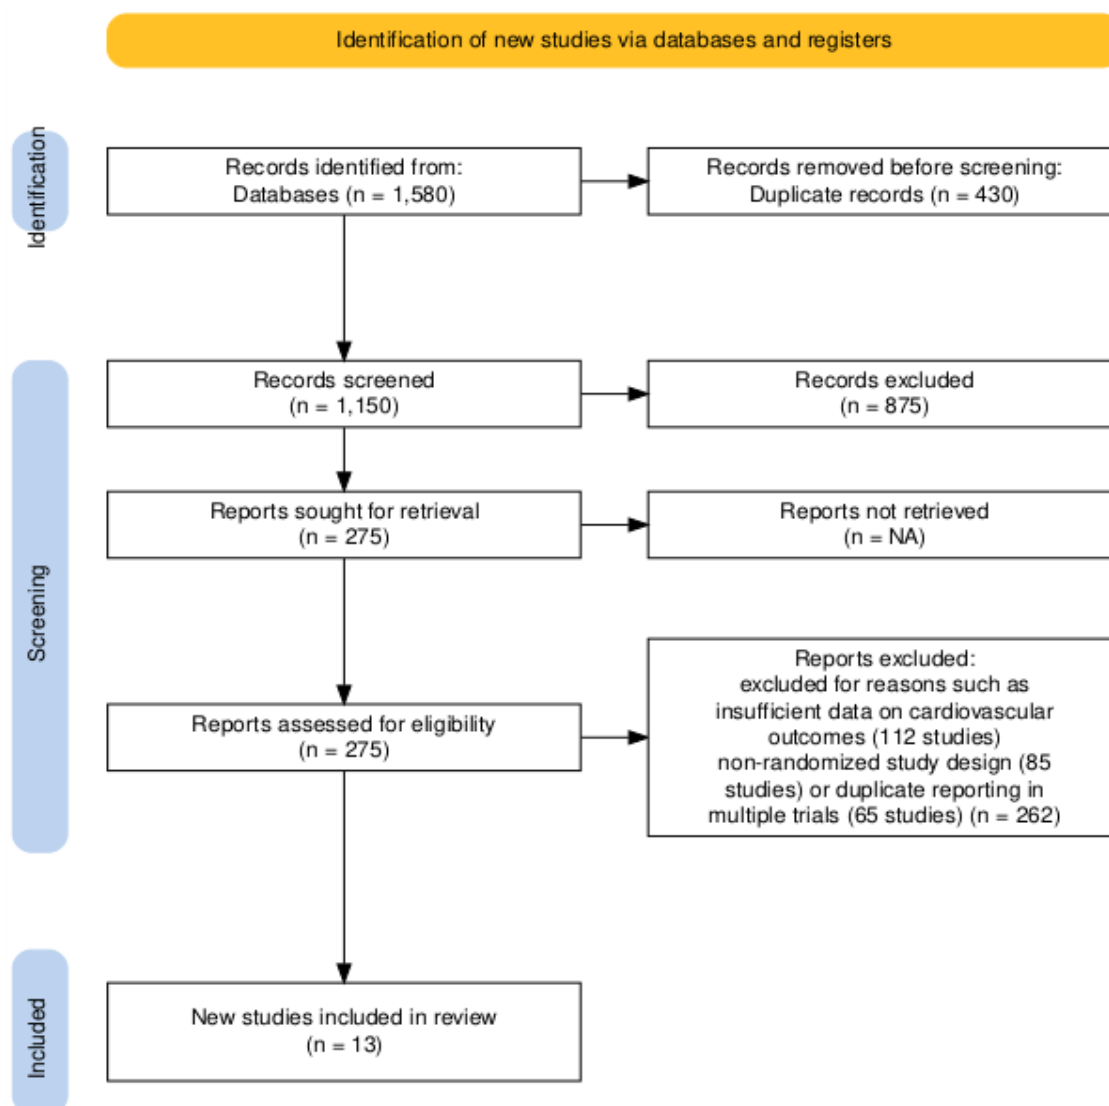 Identification of new studies via databases and registers
Identification
Records identified from:
Databases (n = 1,580)
Records removed before screening:
Duplicate records (n = 430)
Screening
Records screened
(n = 1,150)
Records excluded
(n = 875)
Reports sought for retrieval
(n = 275)
Reports not retrieved
(n = NA)
Reports assessed for eligibility
(n = 275)
Reports excluded:
excluded for reasons such as
insufficient data on cardiovascular
outcomes (112 studies)
non-randomized study design (85
studies) or duplicate reporting in
multiple trials (65 studies) (n = 262)
Included
New studies included in review
(n = 13)